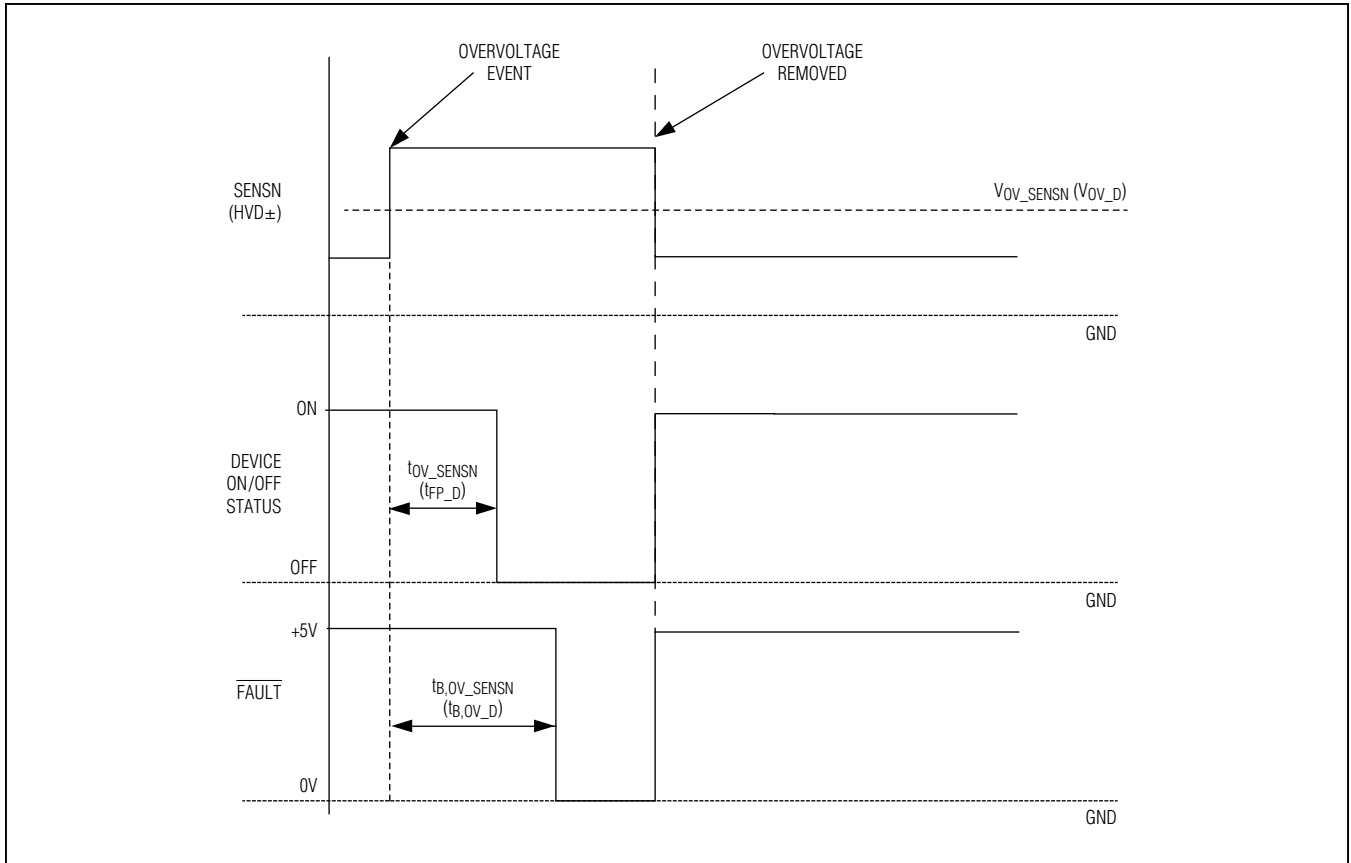 OVERVOLTAGE
EVENT
OVERVOLTAGE
REMOVED
SENSN
(HVD±)
VOV_SENSN (VOV_D)
GND
ON
DEVICE
ON/OFF
STATUS
tOV_SENSN
(tFP_D)
OFF
GND
+5V
FAULT
tB,OV_SENSN
(tB,OV_D)
0V
GND